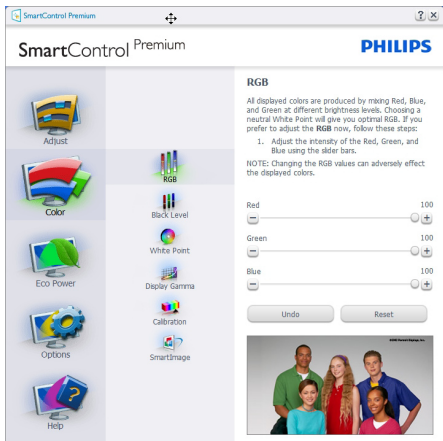 SmartControl Premium
? ×
SmartControl Premium
PHILIPS
Adjust
Color
Eco Power
Options
Help
RGB
Black Level
White Point
Display Gamma
Calibration
SmartImage
RGB
All displayed colors are produced by mixing Red, Blue,
and Green at different brightness levels. Choosing a
neutral White Point will give you optimal RGB. If you
prefer to adjust the RGB now, follow these steps:
1. Adjust the intensity of the Red, Green, and
Blue using the slider bars.
NOTE: Changing the RGB values can adversely effect
the displayed colors.
Red 100
Green 100
Blue 100
Undo Reset